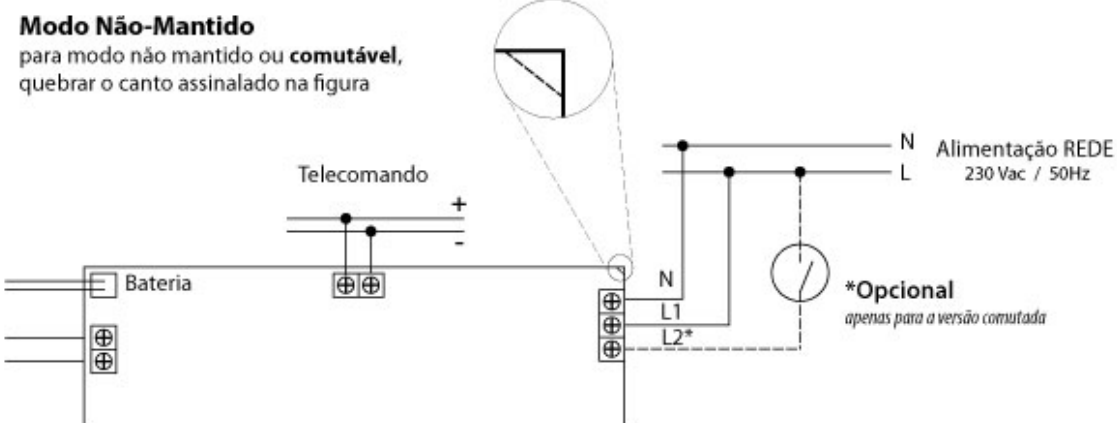 Modo Não-Mantido
para modo não mantido ou comutável,
quebrar o canto assinalado na figura
N
L
Alimentação REDE
230 Vac / 50Hz
Telecomando
+
-
Bateria
N
L1
L2*
*Opcional
apenas para a versão comutada